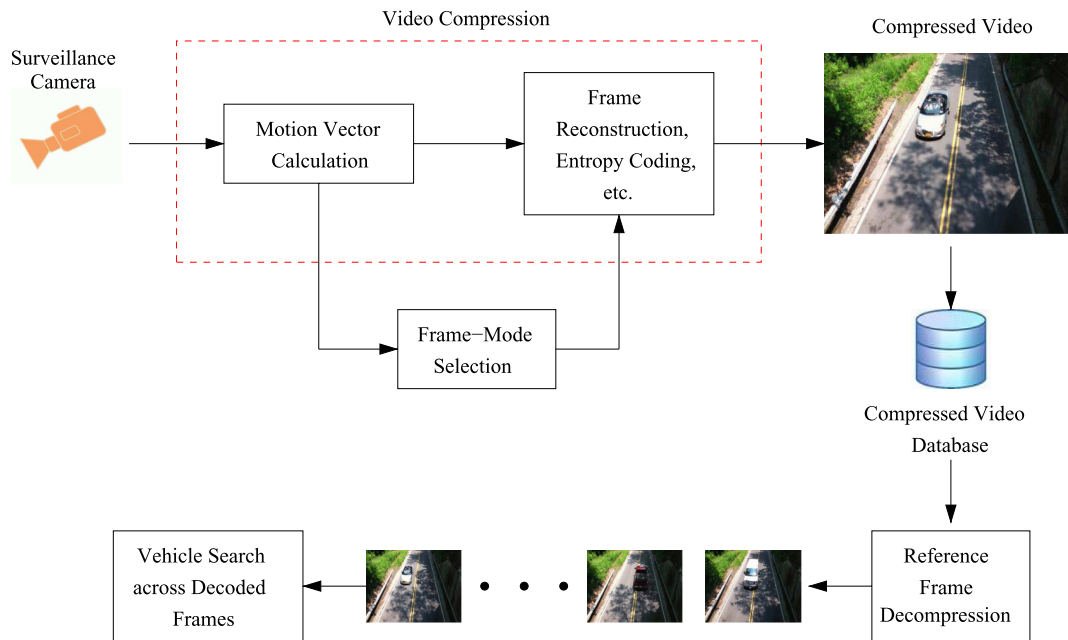 Video Compression
Compressed Video
Surveillance
Camera
Motion Vector
Calculation
Frame
Reconstruction,
Entropy Coding,
etc.
Frame−Mode
Selection
Compressed Video
Database
Vehicle Search
across Decoded
Frames
Reference
Frame
Decompression